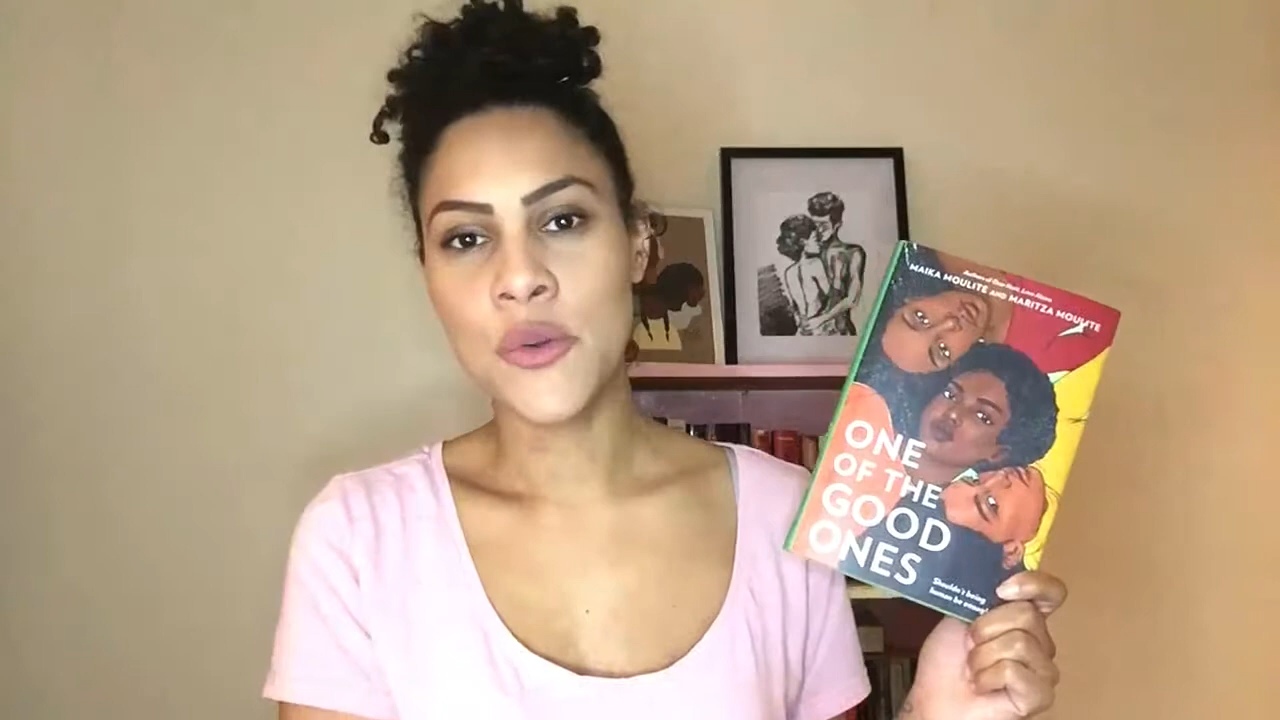 Authors of Dear Haiti, Love Alaine
MAIKA MOULITE AND MARITZA MOULITE
ONE
OF THE
GOOD
ONES
Shouldn't being
human be enough?